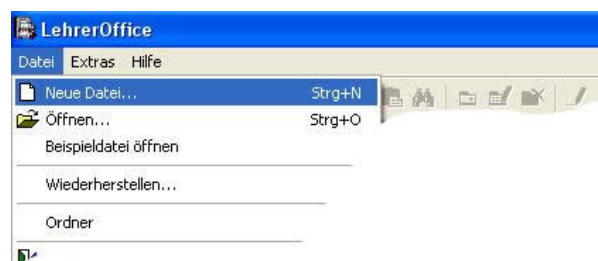 LehrerOffice
Datei Extras Hilfe
Neue Datei... Strg+N
Öffnen... Strg+O
Beispieldatei öffnen
Wiederherstellen...
Ordner